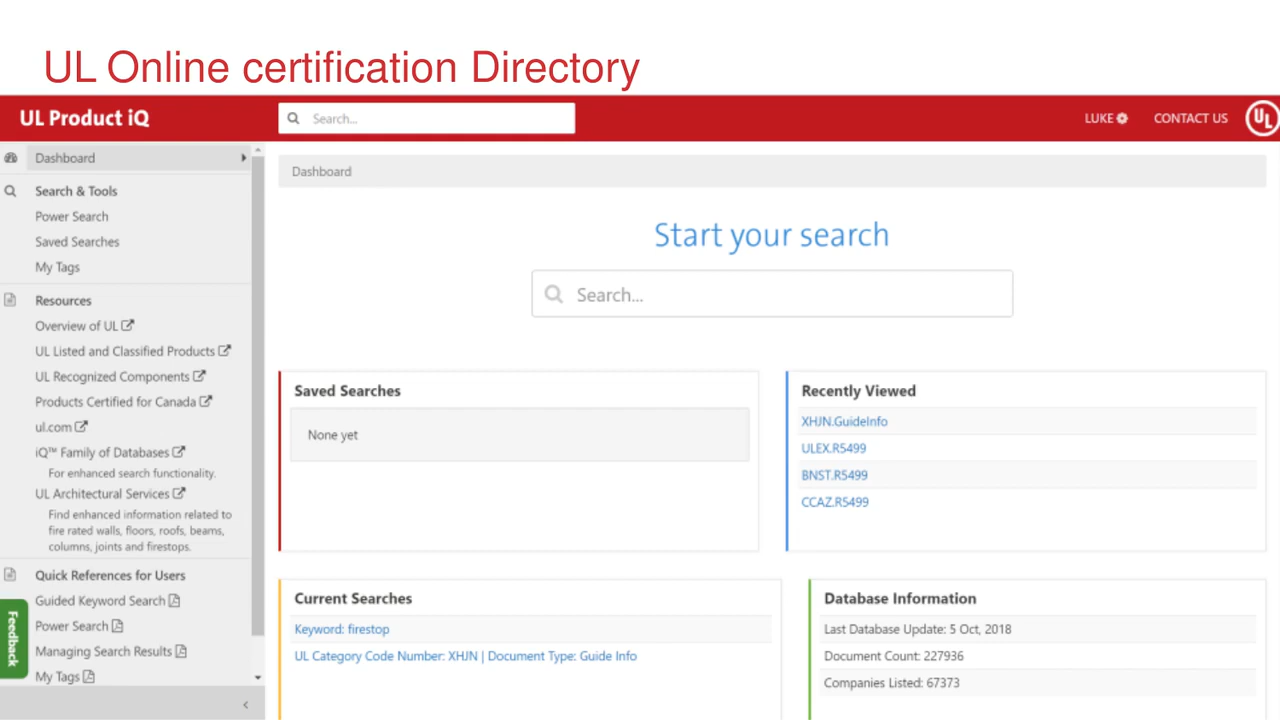 UL Online certification Directory
UL Product iQ
Search...
LUKE
CONTACT US
UL
Dashboard
Search & Tools
Power Search
Saved Searches
My Tags
Resources
Overview of UL
UL Listed and Classified Products
UL Recognized Components
Products Certified for Canada
ul.com
iQ™ Family of Databases
For enhanced search functionality.
UL Architectural Services
Find enhanced information related to
fire rated walls, floors, roofs, beams,
columns, joints and firestops.
Quick References for Users
Guided Keyword Search
Power Search
Managing Search Results
My Tags
Feedback
Dashboard
Start your search
Search...
Saved Searches
None yet
Recently Viewed
XHJN.GuideInfo
ULEX.R5499
BNST.R5499
CCAZ.R5499
Current Searches
Keyword: firestop
UL Category Code Number: XHJN | Document Type: Guide Info
Database Information
Last Database Update: 5 Oct, 2018
Document Count: 227936
Companies Listed: 67373